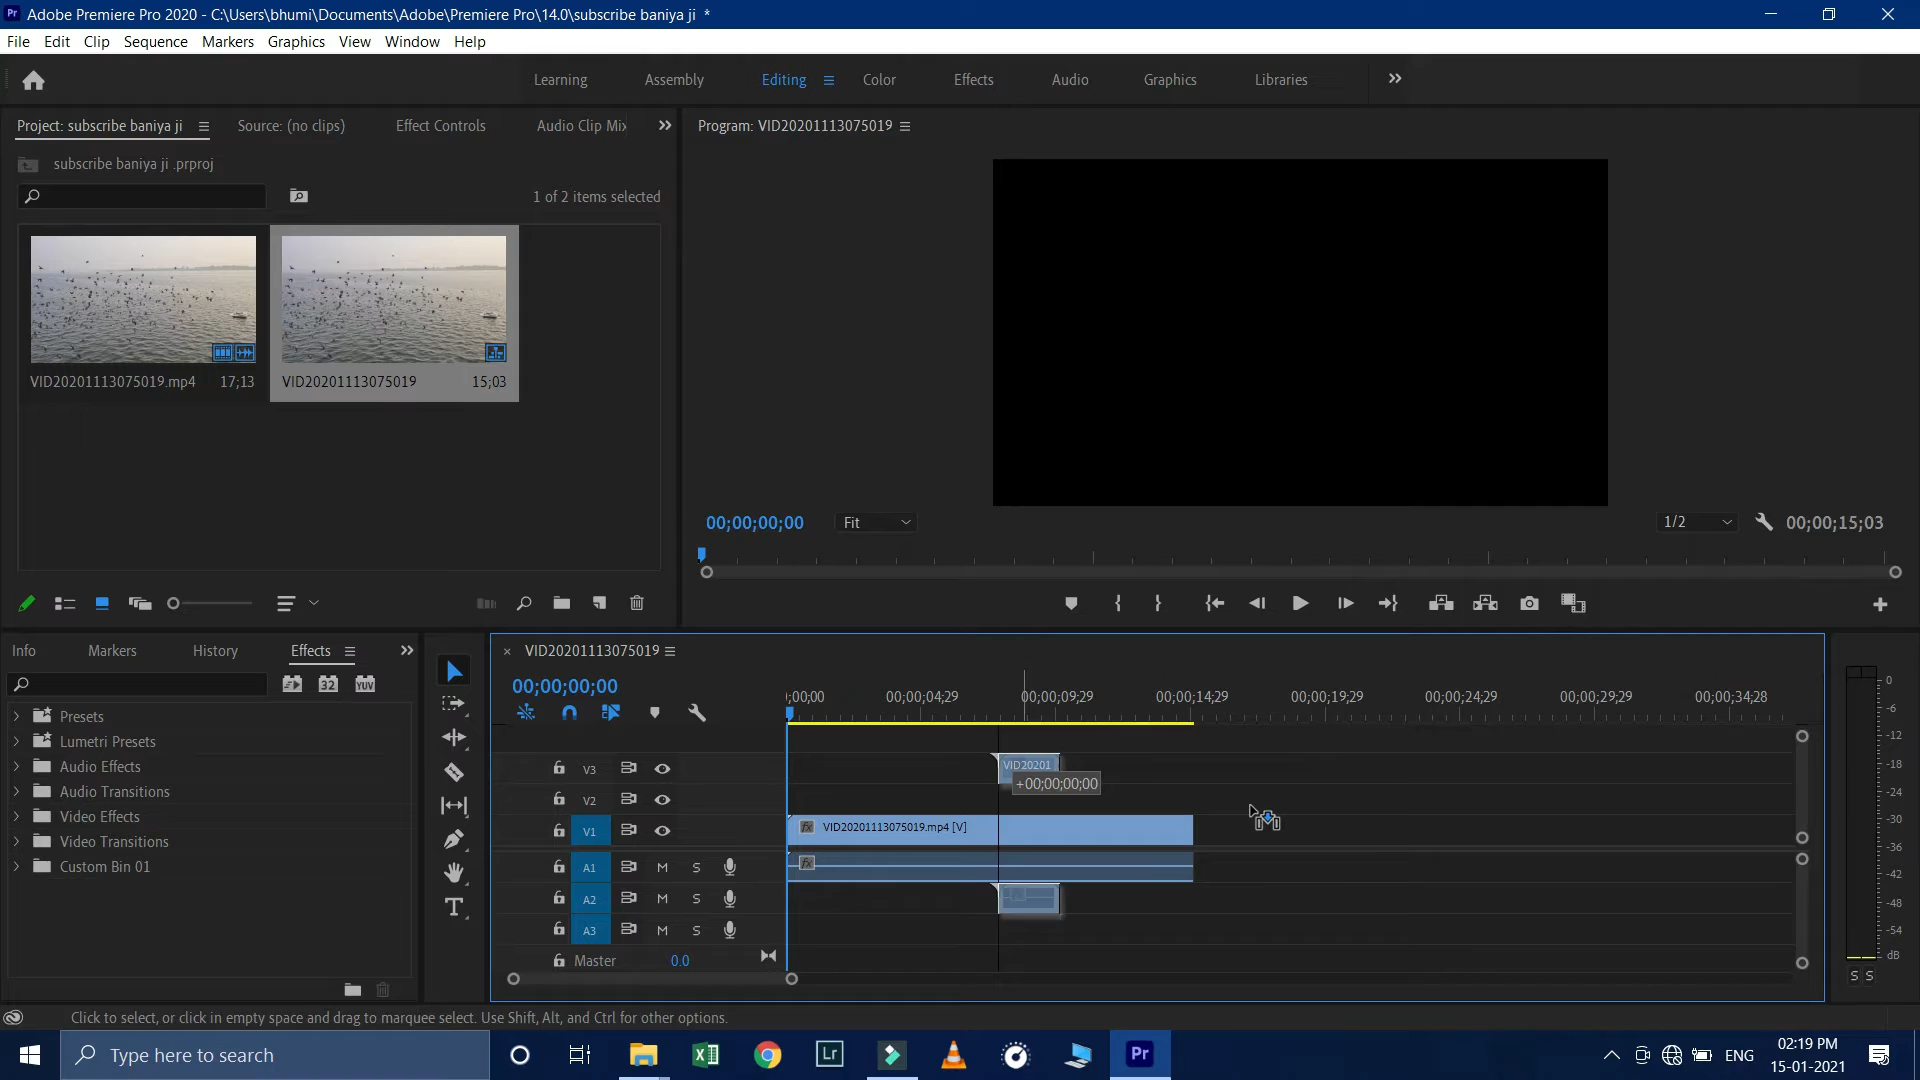 Adobe Premiere Pro 2020 - C:\Users\bhumi\Documents\Adobe\Premiere Pro\14.0\subscribe baniya ji *
File Edit Clip Sequence Markers Graphics View Window Help
Learning Assembly Editing Color Effects Audio Graphics Libraries
Project: subscribe baniya ji Source: (no clips) Effect Controls Audio Clip Mix
Program: VID20201113075019
subscribe baniya ji .prproj
1 of 2 items selected
VID20201113075019.mp4 17;13
VID20201113075019 15;03
00;00;00;00 Fit 1/2 00;00;15;03
Info Markers History Effects
32 YUV
Presets
Lumetri Presets
Audio Effects
Audio Transitions
Video Effects
Video Transitions
Custom Bin 01
VID20201113075019
00;00;00;00
;00;00 00;00;04;29 00;00;09;29 00;00;14;29 00;00;19;29 00;00;24;29 00;00;29;29 00;00;34;28
V3 VID20201
+00;00;00;00
V2
V1 fx VID20201113075019.mp4 [V]
A1 M S fx
A2 M S
A3 M S
Master 0.0
0
-6
-12
-18
-24
-30
-36
-42
-48
-54
dB
S S
Click to select, or click in empty space and drag to marquee select. Use Shift, Alt, and Ctrl for other options.
Type here to search
Lr
Pr
ENG
02:19 PM
15-01-2021